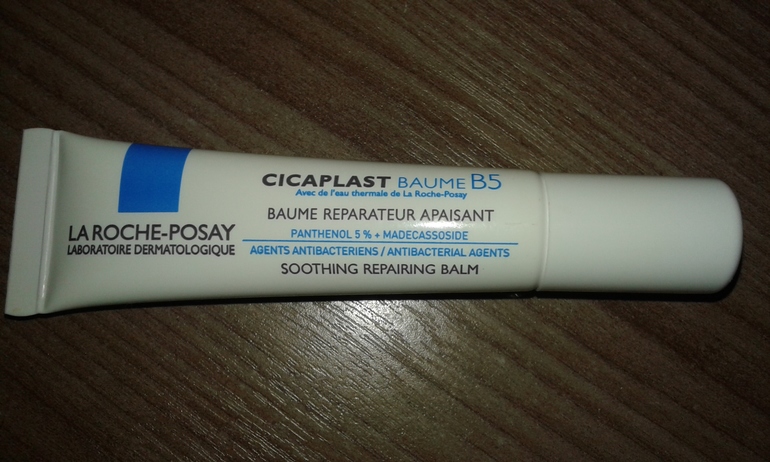 LA ROCHE-POSAY
LABORATOIRE DERMATOLOGIQUE
CICAPLAST BAUME B5
Avec de l'eau thermale de La Roche-Posay
BAUME REPARATEUR APAISANT
PANTHENOL 5 % + MADECASSOSIDE
AGENTS ANTIBACTERIENS / ANTIBACTERIAL AGENTS
SOOTHING REPAIRING BALM